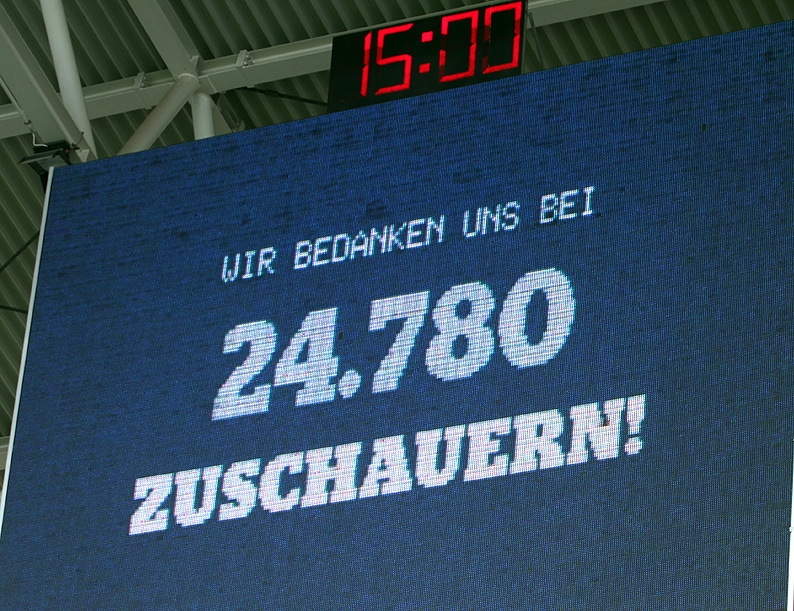 15:00
WIR BEDANKEN UNS BEI
24.780
ZUSCHAUERN!